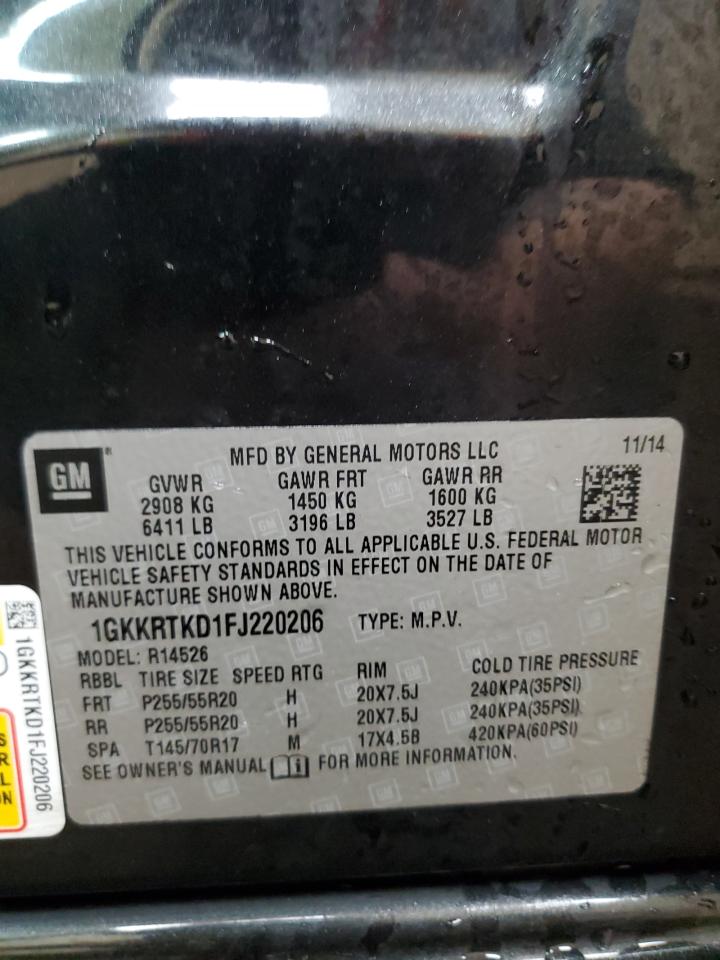 GM
MFD BY GENERAL MOTORS LLC 11/14
GVWR GAWR FRT GAWR RR
2908 KG 1450 KG 1600 KG
6411 LB 3196 LB 3527 LB
THIS VEHICLE CONFORMS TO ALL APPLICABLE U.S. FEDERAL MOTOR
VEHICLE SAFETY STANDARDS IN EFFECT ON THE DATE OF
MANUFACTURE SHOWN ABOVE.
1GKKRTKD1FJ220206 TYPE: M.P.V.
MODEL: R14526
RBBL TIRE SIZE SPEED RTG RIM COLD TIRE PRESSURE
FRT P255/55R20 H 20X7.5J 240KPA(35PSI)
RR P255/55R20 H 20X7.5J 240KPA(35PSI)
SPA T145/70R17 M 17X4.5B 420KPA(60PSI)
SEE OWNER'S MANUAL FOR MORE INFORMATION.
1GKKRTKD1FJ220206
S
R
L
N